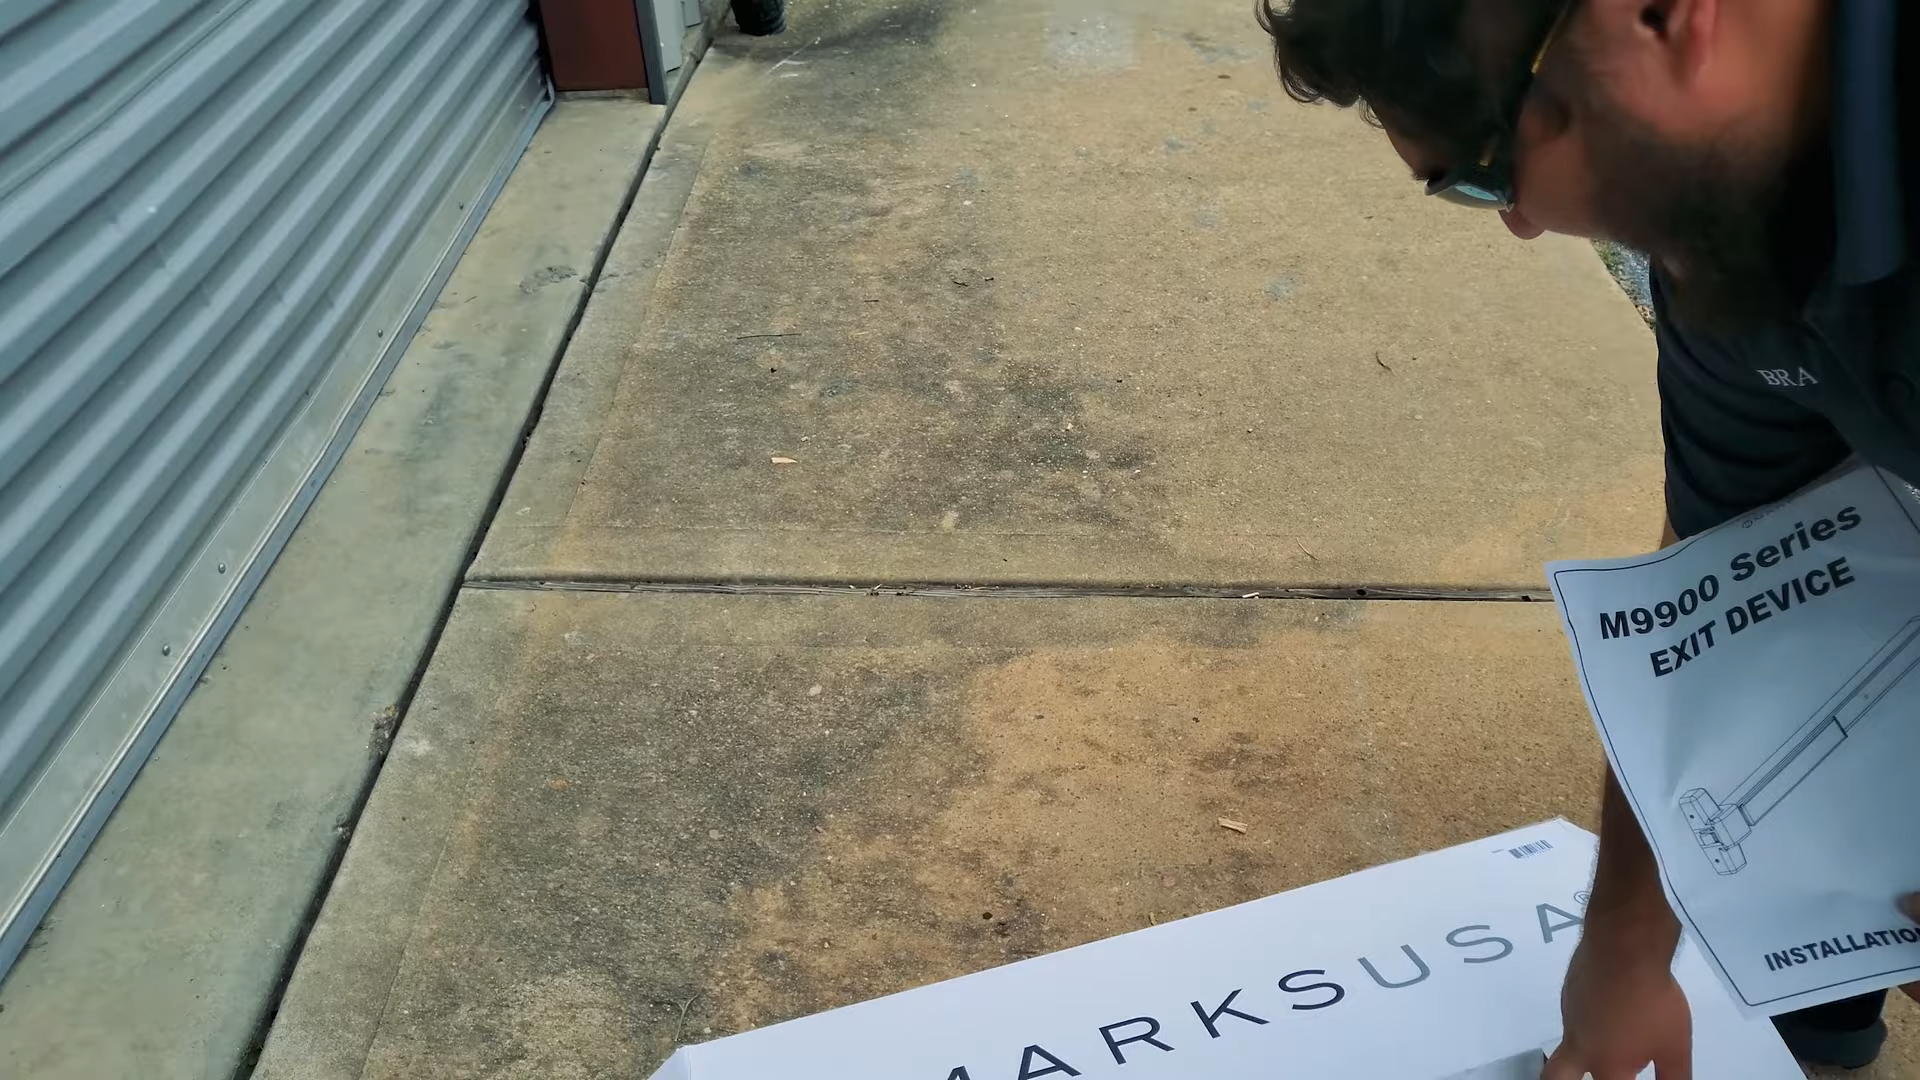 BRA
M9900 Series
EXIT DEVICE
INSTALLATIO
MARKSUSA®